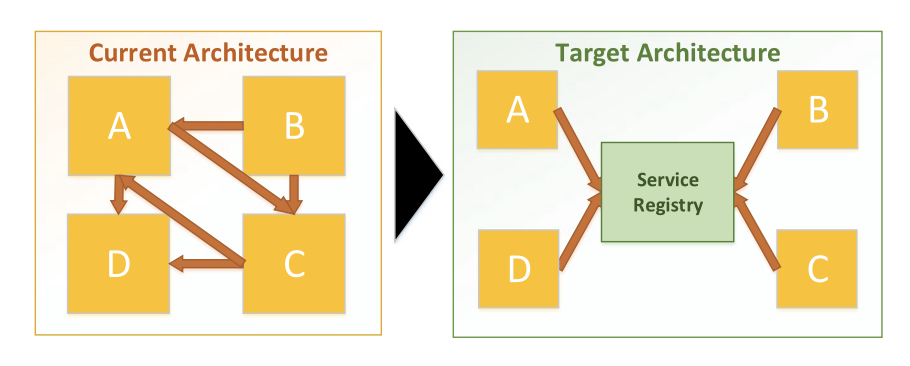 Current Architecture
A
B
D
C
Target Architecture
A
B
Service
Registry
D
C